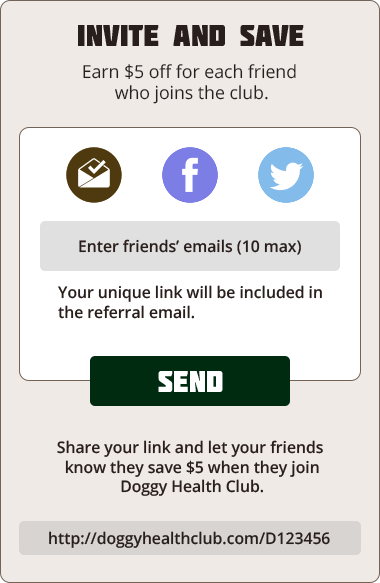 INVITE AND SAVE
Earn $5 off for each friend
who joins the club.
Enter friends’ emails (10 max)
Your unique link will be included in
the referral email.
SEND
Share your link and let your friends
know they save $5 when they join
Doggy Health Club.
http://doggyhealthclub.com/D123456